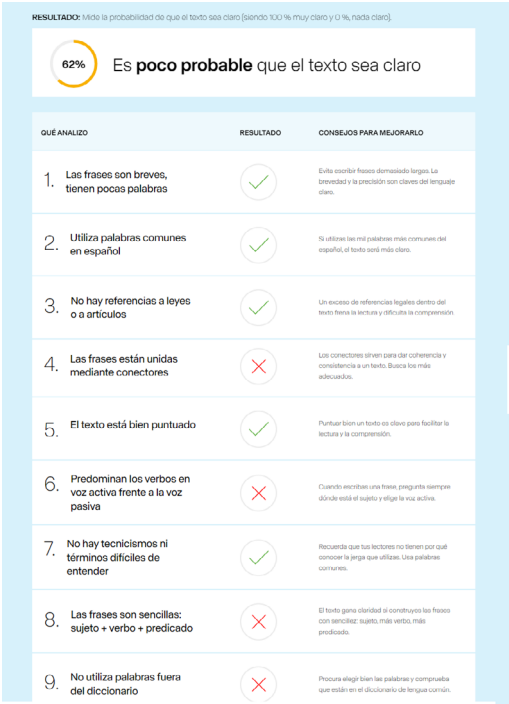 RESULTADO: Mide la probabilidad de que el texto sea claro (siendo 100 % muy claro y 0 %, nada claro).
62%
Es poco probable que el texto sea claro
QUÉ ANALIZO
RESULTADO
CONSEJOS PARA MEJORARLO
1.
Las frases son breves,
tienen pocas palabras
Evita escribir frases demasiado largas. La
brevedad y la precisión son claves del lenguaje
claro.
2.
Utiliza palabras comunes
en español
Si utilizas las mil palabras más comunes del
español, el texto será más claro.
3.
No hay referencias a leyes
o a artículos
Un exceso de referencias legales dentro del
texto frena la lectura y dificulta la comprensión.
4.
Las frases están unidas
mediante conectores
Los conectores sirven para dar coherencia y
consistencia a un texto. Busca los más
adecuados.
5.
El texto está bien puntuado
Puntuar bien un texto es clave para facilitar la
lectura y la comprensión.
6.
Predominan los verbos en
voz activa frente a la voz
pasiva
Cuando escribas una frase, pregunta siempre
dónde está el sujeto y elige la voz activa.
7.
No hay tecnicismos ni
términos difíciles de
entender
Recuerda que tus lectores no tienen por qué
conocer la jerga que utilizas. Usa palabras
comunes.
8.
Las frases son sencillas:
sujeto + verbo + predicado
El texto gana claridad si construyes las frases
con sencillez: sujeto, más verbo, más
predicado.
9.
No utiliza palabras fuera
del diccionario
Procura elegir bien las palabras y comprueba
que están en el diccionario de lengua común.